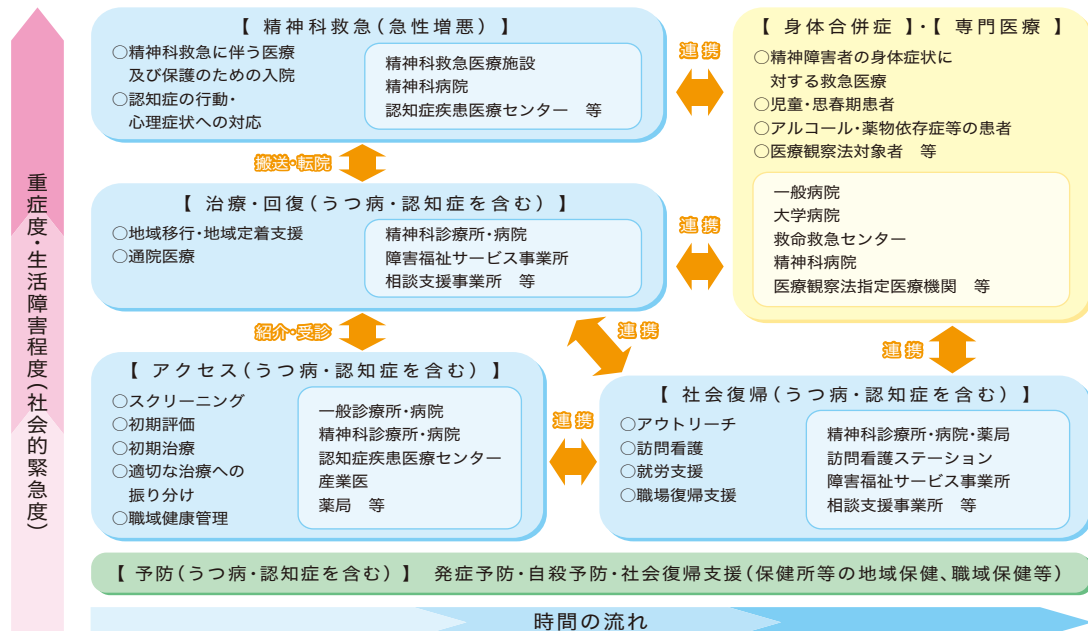 重症度・生活障害程度(社会的緊急度)
【 精神科救急(急性増悪) 】
○精神科救急に伴う医療
及び保護のための入院
○認知症の行動・
心理症状への対応
精神科救急医療施設
精神科病院
認知症疾患医療センター　等
連携
【 身体合併症 】・【 専門医療 】
○精神障害者の身体症状に
対する救急医療
○児童・思春期患者
○アルコール・薬物依存症等の患者
○医療観察法対象者　等
一般病院
大学病院
救命救急センター
精神科病院
医療観察法指定医療機関　等
搬送・転院
【 治療・回復(うつ病・認知症を含む) 】
○地域移行・地域定着支援
○通院医療
精神科診療所・病院
障害福祉サービス事業所
相談支援事業所　等
連携
紹介・受診
連携
連携
【 アクセス(うつ病・認知症を含む) 】
○スクリーニング
○初期評価
○初期治療
○適切な治療への
振り分け
○職域健康管理
一般診療所・病院
精神科診療所・病院
認知症疾患医療センター
産業医
薬局　等
連携
【 社会復帰(うつ病・認知症を含む) 】
○アウトリーチ
○訪問看護
○就労支援
○職場復帰支援
精神科診療所・病院・薬局
訪問看護ステーション
障害福祉サービス事業所
相談支援事業所　等
【 予防(うつ病・認知症を含む) 】 発症予防・自殺予防・社会復帰支援(保健所等の地域保健、職域保健等)
時間の流れ